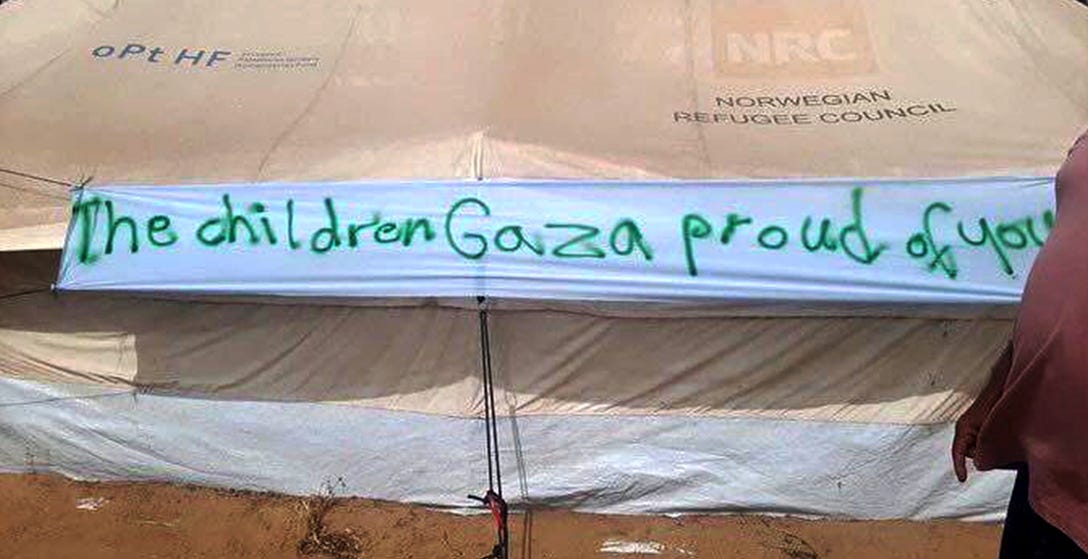 oPt HF
NRC
NORWEGIAN
REFUGEE COUNCIL
The children Gaza proud of you